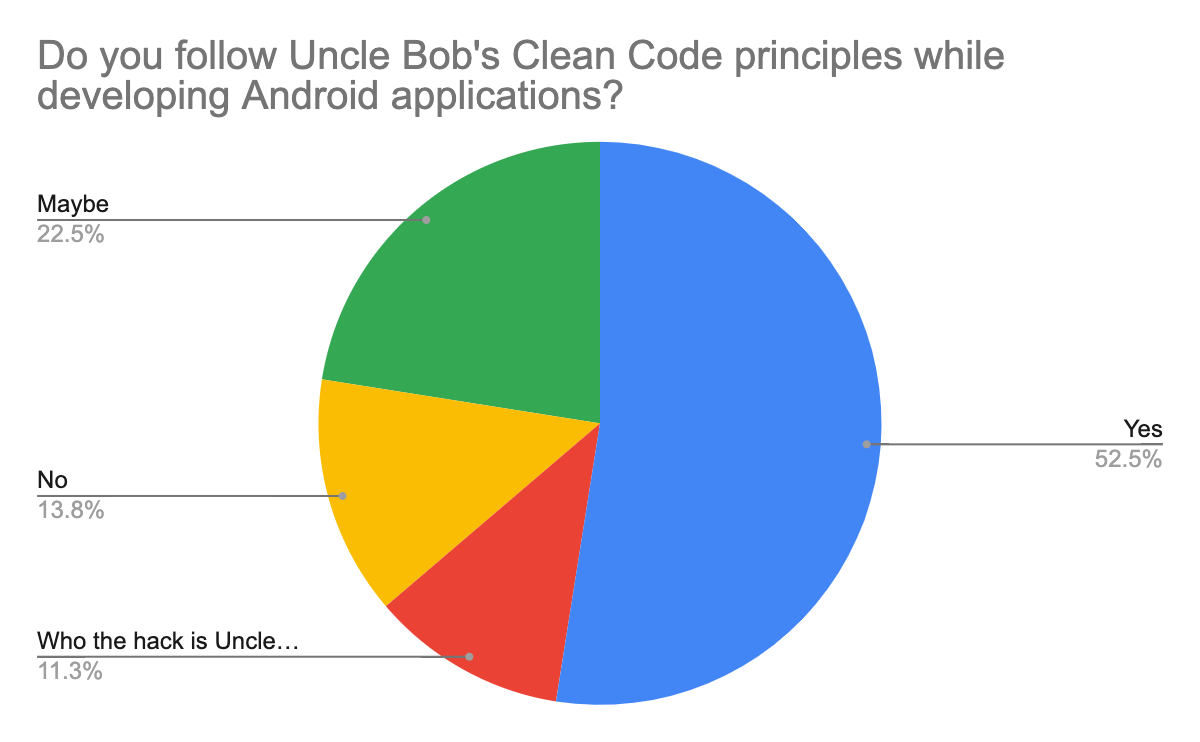 Do you follow Uncle Bob's Clean Code principles while
developing Android applications?
Maybe
22.5%
Yes
52.5%
No
13.8%
Who the hack is Uncle…
11.3%